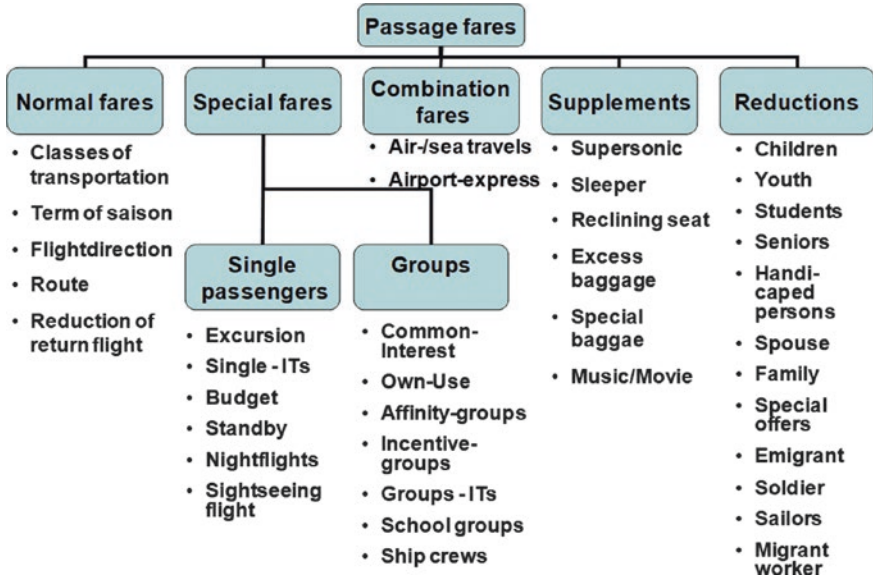 Passage fares
Normal fares
• Classes of
transportation
• Term of saison
• Flightdirection
• Route
• Reduction of
return flight
Special fares
Single
passengers
• Excursion
• Single - ITs
• Budget
• Standby
• Nightflights
• Sightseeing
flight
Groups
• Common-
Interest
• Own-Use
• Affinity-groups
• Incentive-
groups
• Groups - ITs
• School groups
• Ship crews
Combination
fares
• Air-/sea travels
• Airport-express
Supplements
• Supersonic
• Sleeper
• Reclining seat
• Excess
baggage
• Special
baggae
• Music/Movie
Reductions
• Children
• Youth
• Students
• Seniors
• Handi-
caped
persons
• Spouse
• Family
• Special
offers
• Emigrant
• Soldier
• Sailors
• Migrant
worker